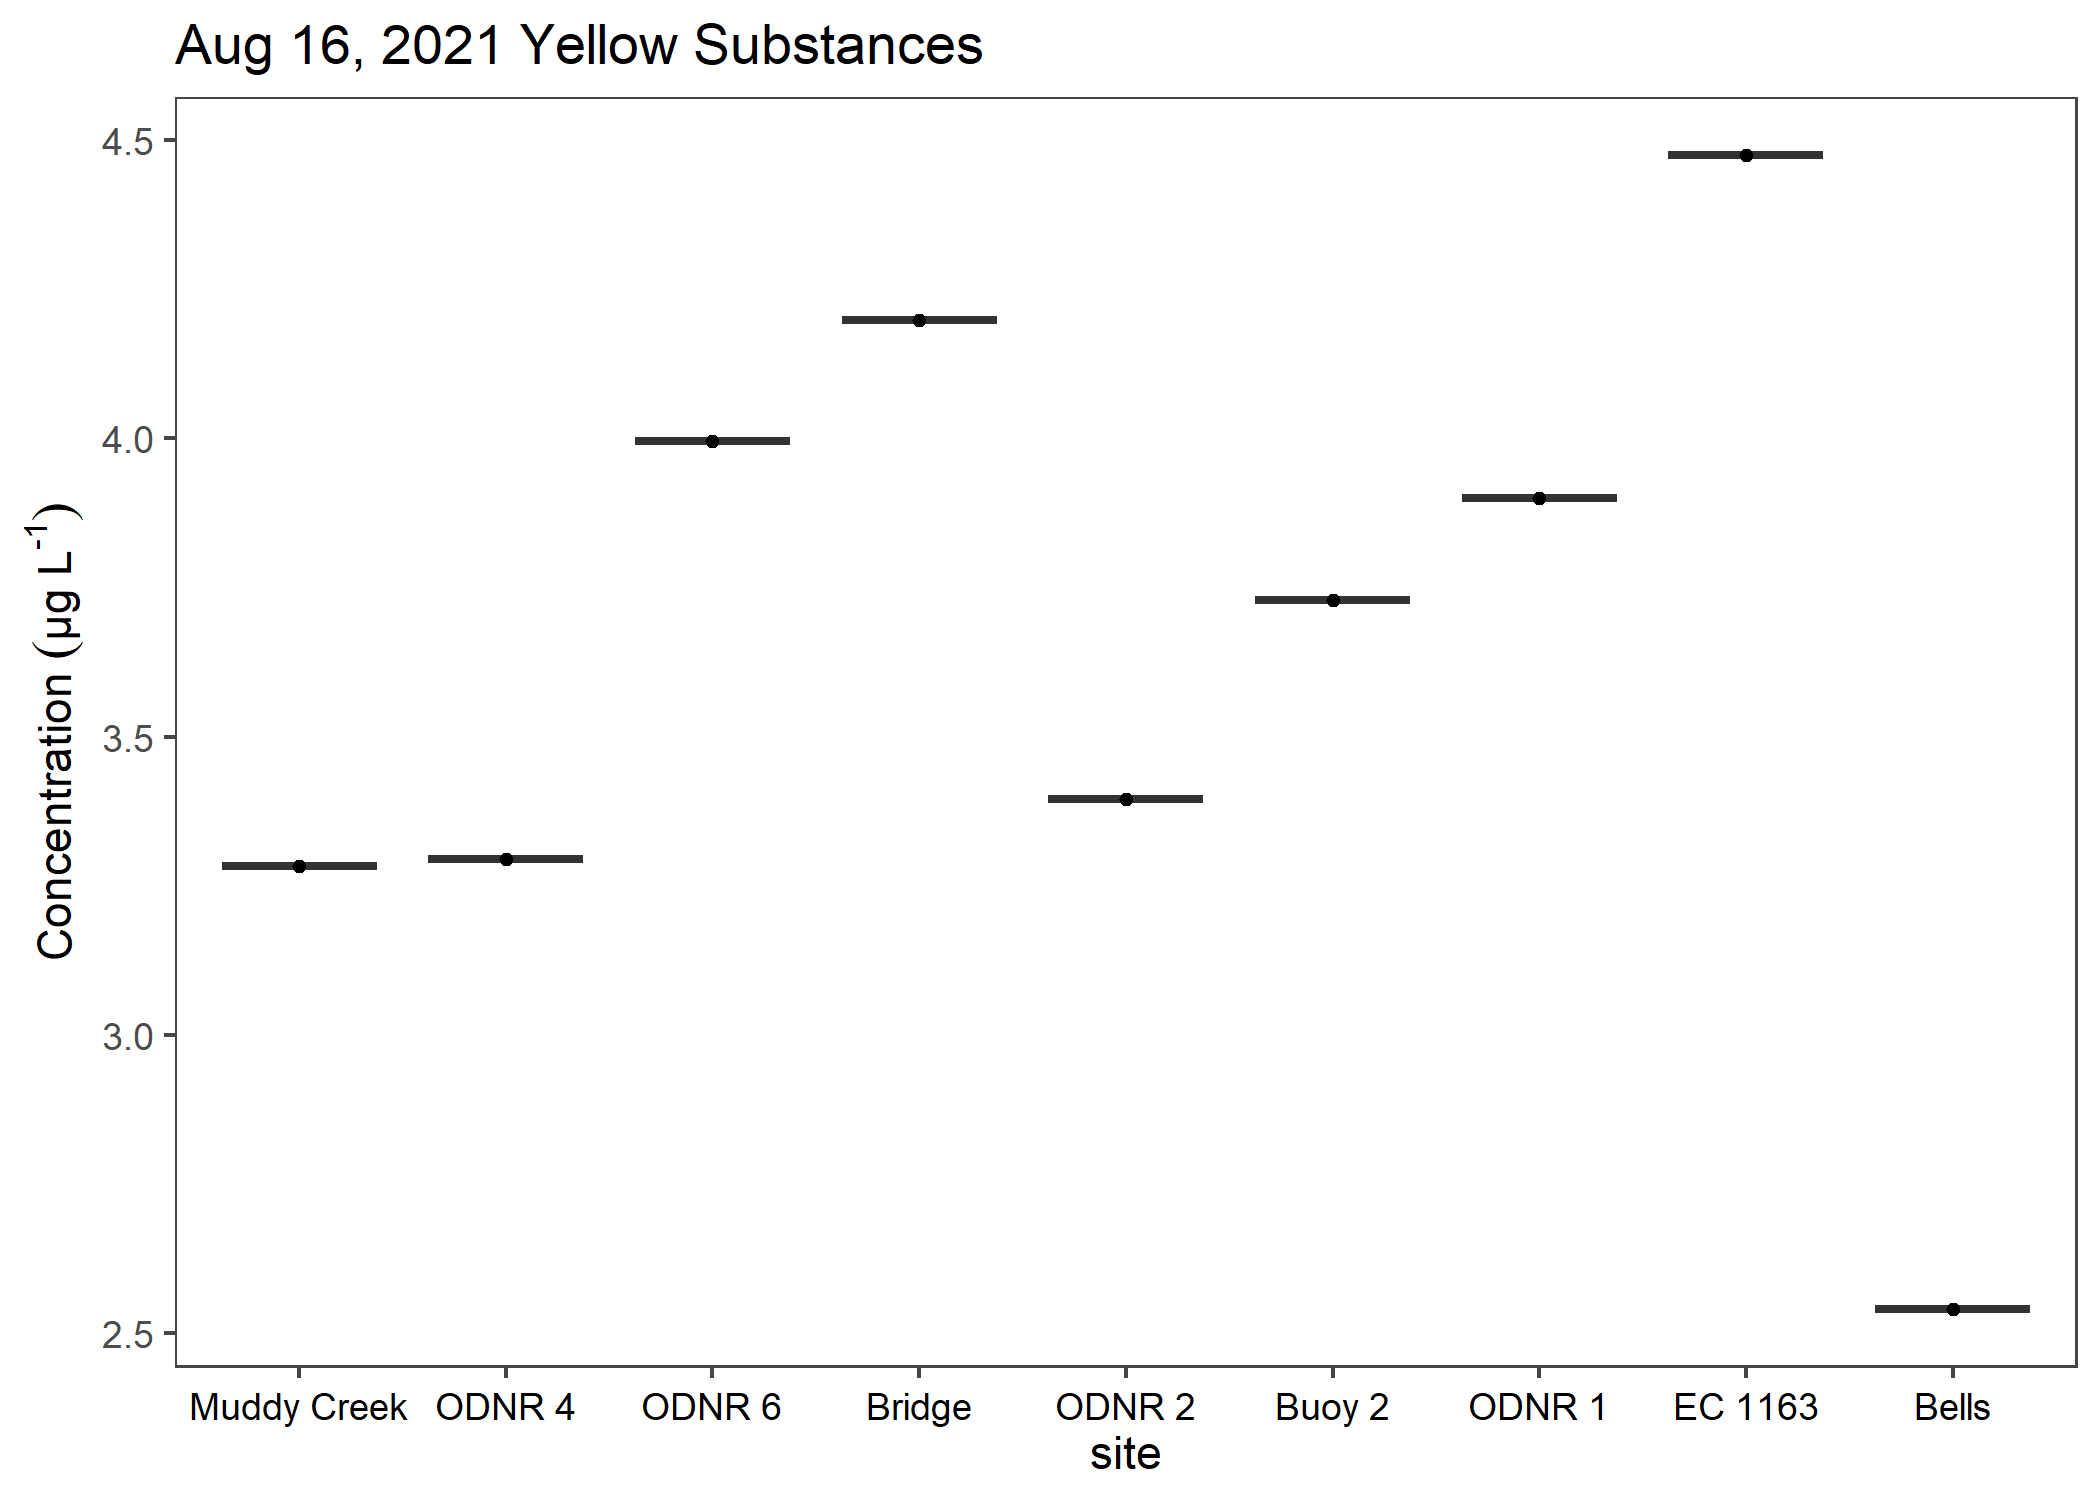 Aug 16, 2021 Yellow Substances
Concentration (µg L⁻¹)
4.5
4.0
3.5
3.0
2.5
Muddy Creek ODNR 4 ODNR 6 Bridge ODNR 2 Buoy 2 ODNR 1 EC 1163 Bells
site